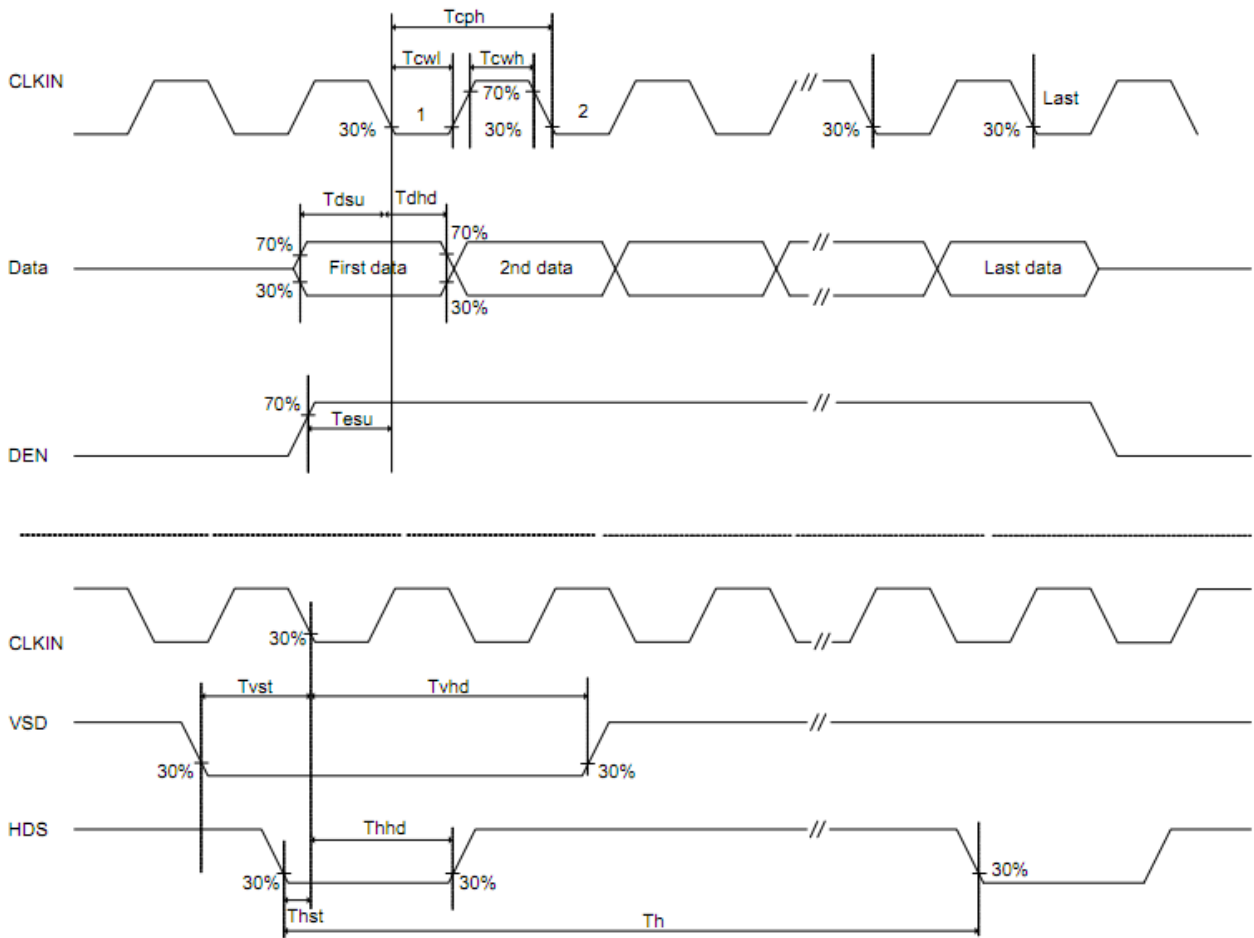 Tcph
Tcwl Tcwh
CLKIN
70%
1 2 Last
30% 30% 30% 30%
Tdsu Tdhd
70% 70%
Data First data 2nd data // Last data
30% 30%
70%
Tesu
DEN
CLKIN
30%
Tvst Tvhd
VSD
30% 30%
HDS
Thhd
30% 30% 30%
Thst
Th